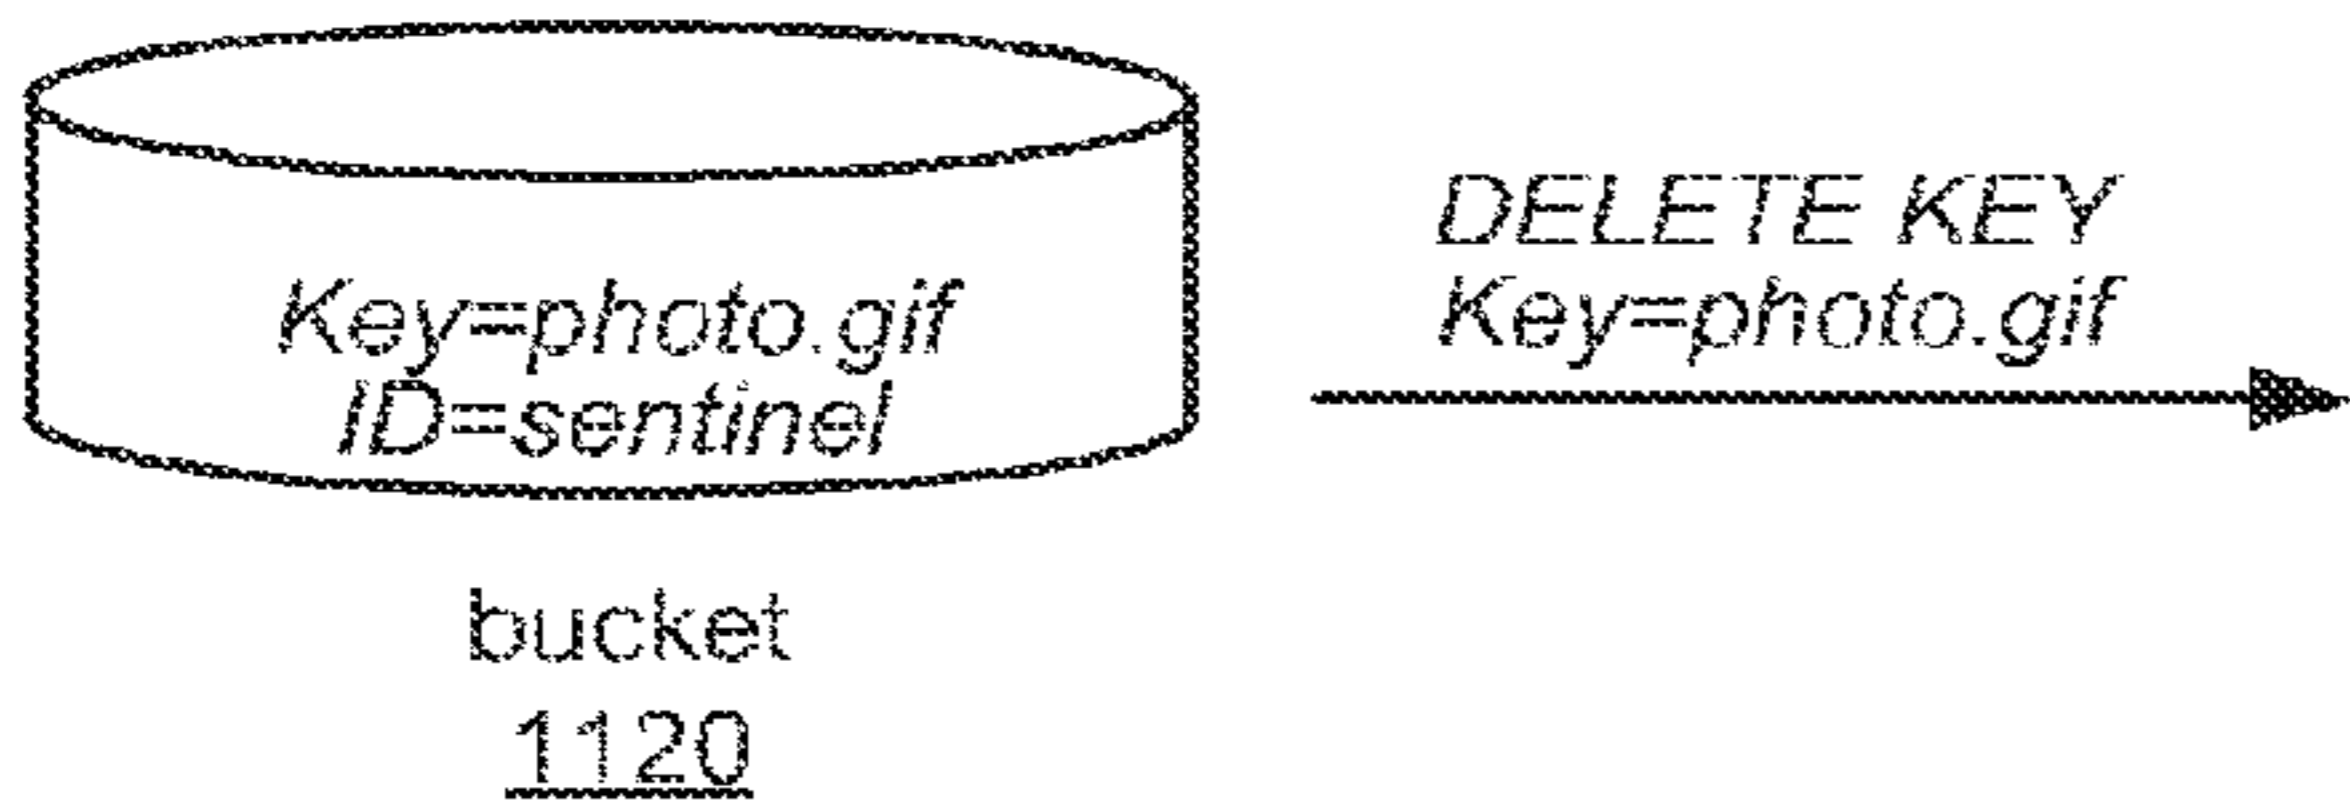 Key=photo.gif
ID=sentinel
bucket
1120
DELETE KEY
Key=photo.gif